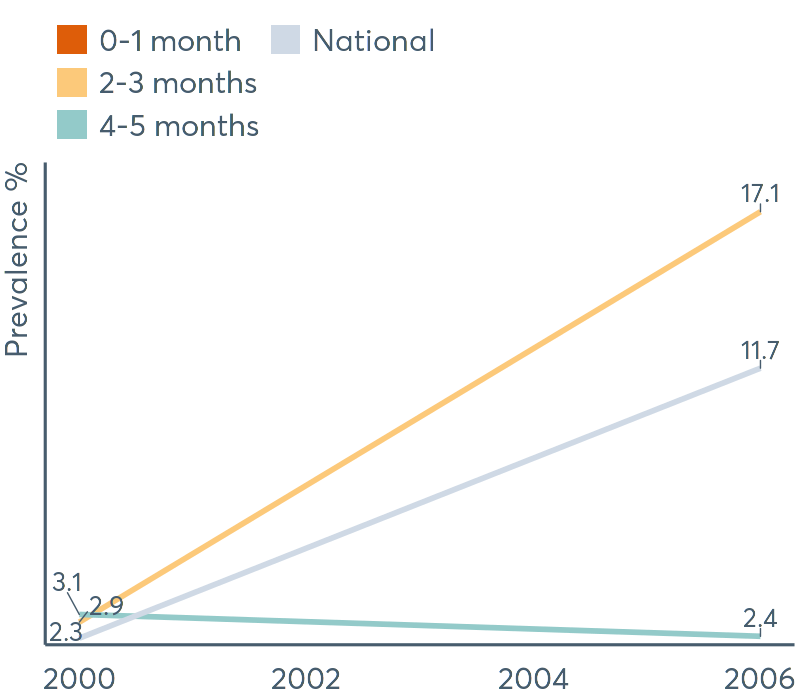 0-1 month
National
2-3 months
4-5 months
Prevalence %
17.1
11.7
3.1
2.9
2.3
2.4
2000
2002
2004
2006